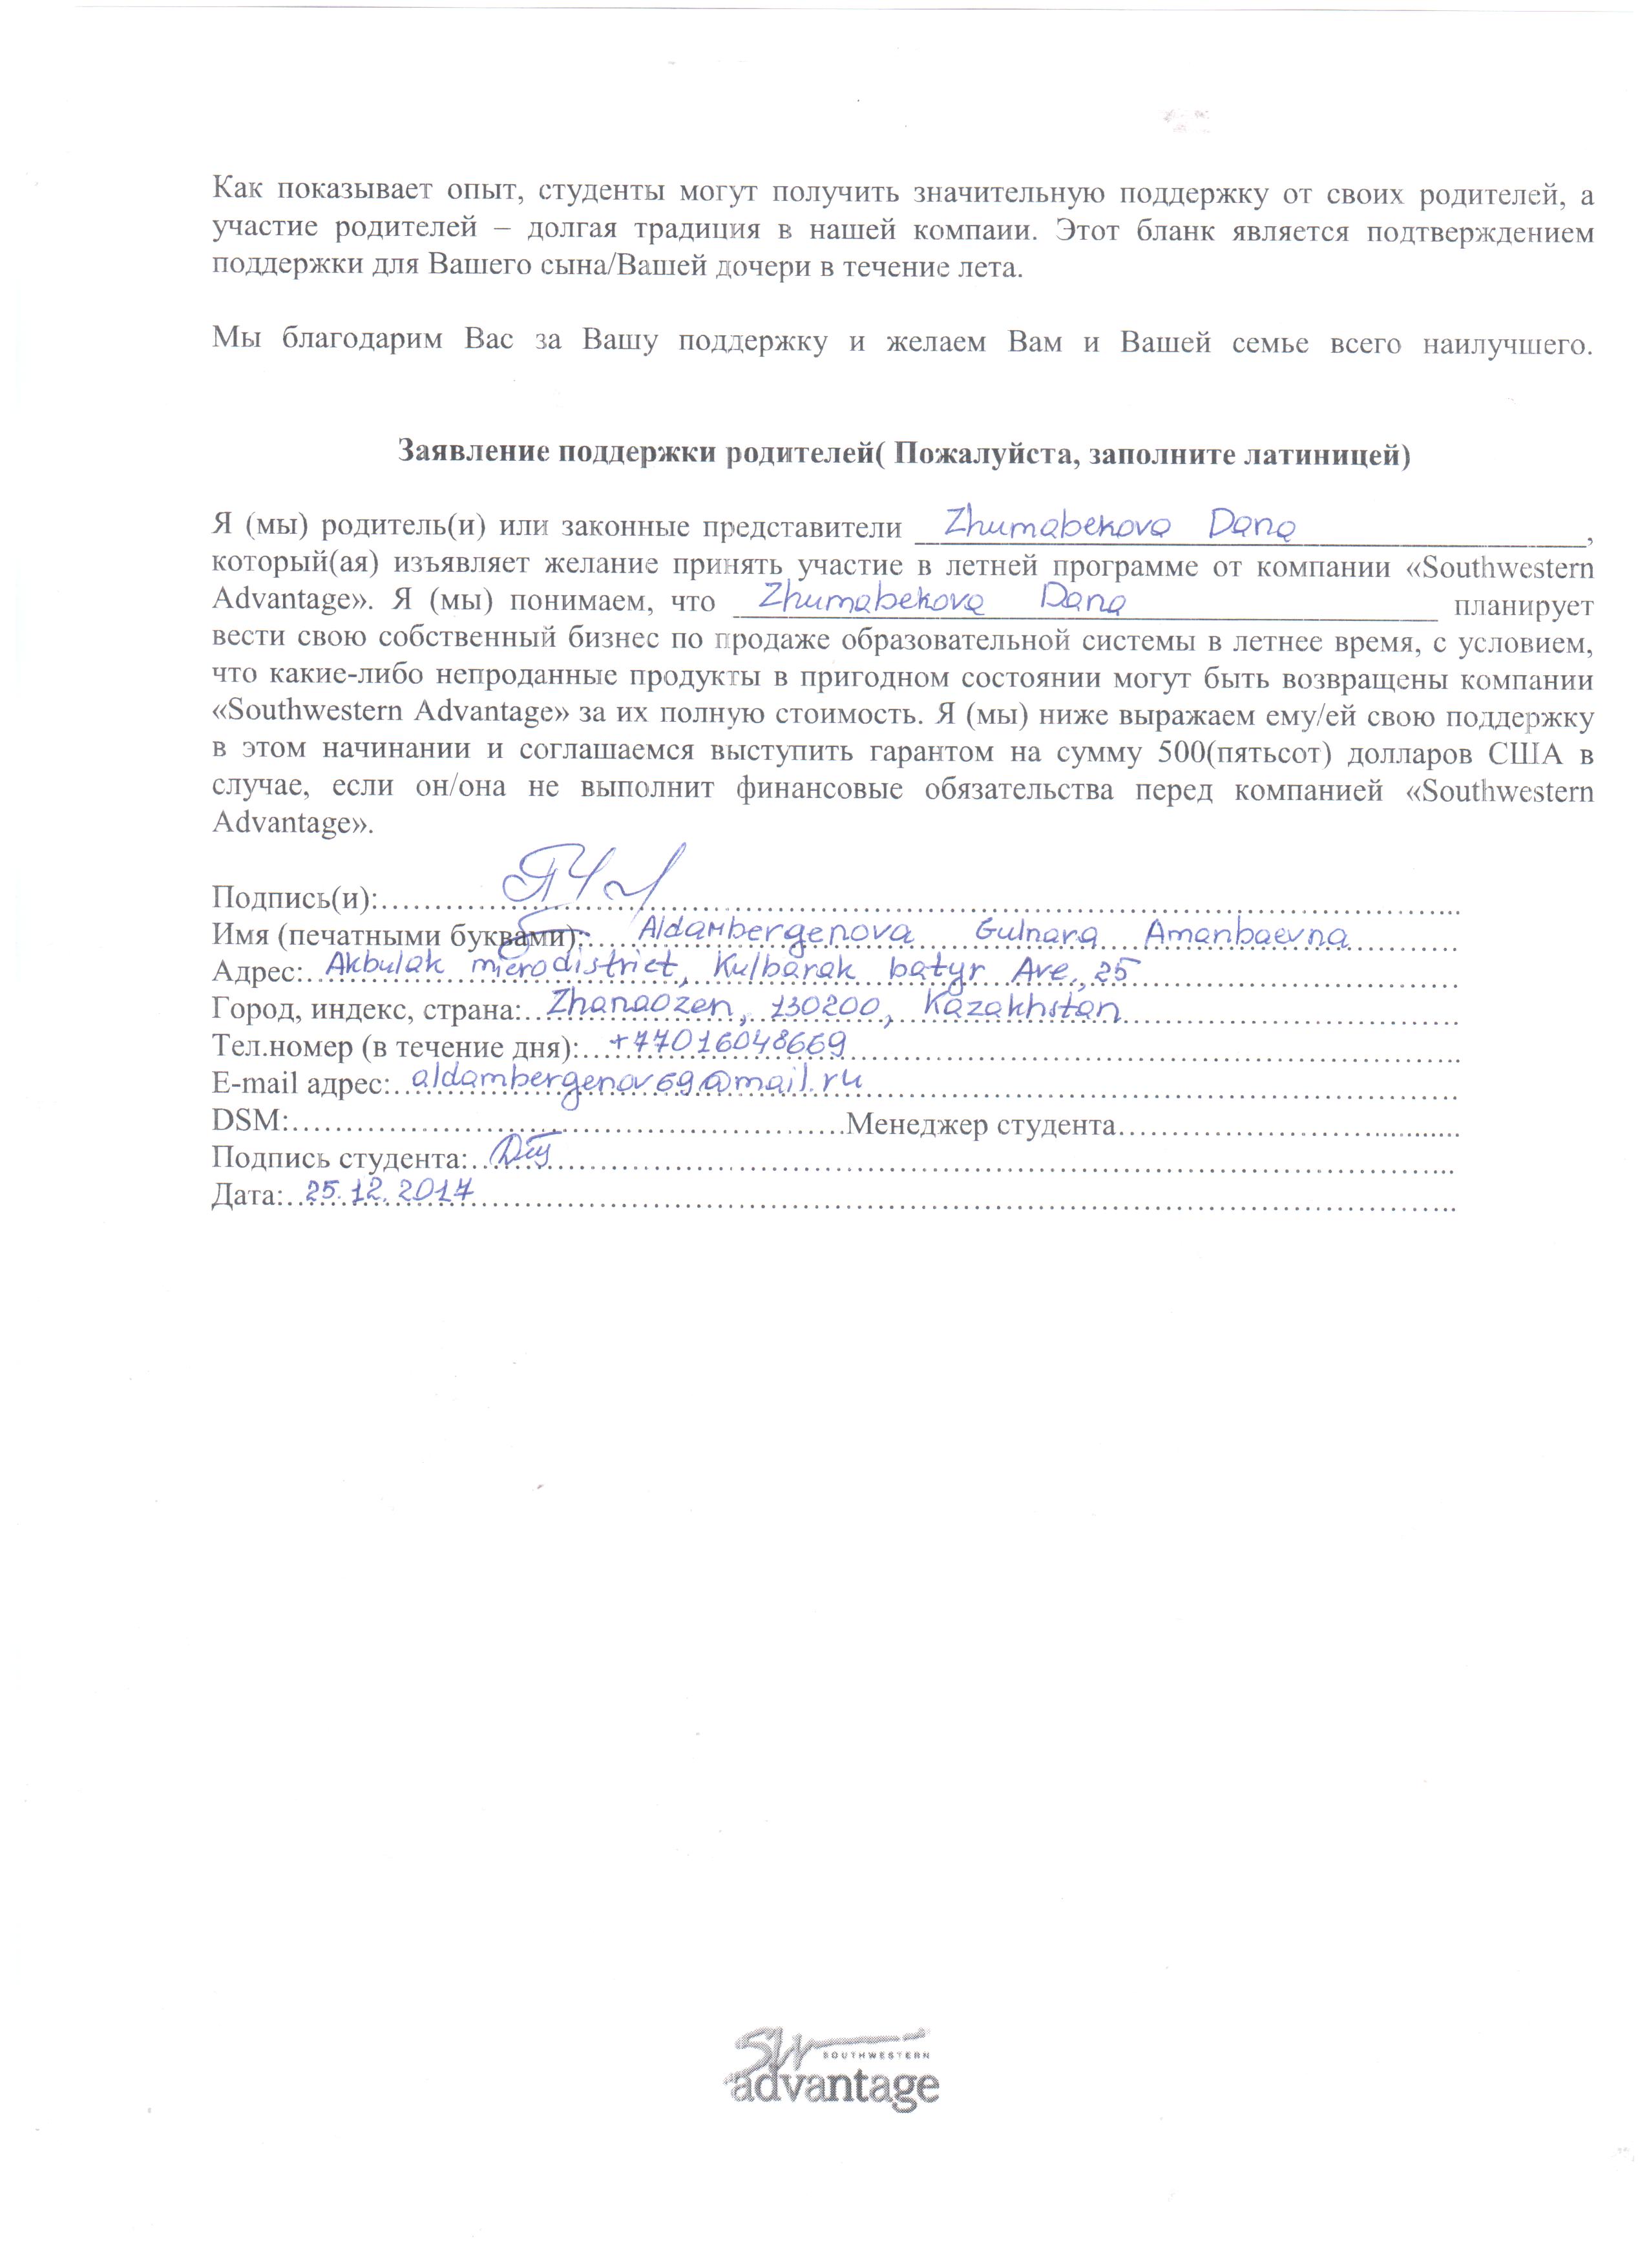 Как показывает опыт, студенты могут получить значительную поддержку от своих родителей, а
участие родителей – долгая традиция в нашей компаии. Этот бланк является подтверждением
поддержки для Вашего сына/Вашей дочери в течение лета.
Мы благодарим Вас за Вашу поддержку и желаем Вам и Вашей семье всего наилучшего.
Заявление поддержки родителей( Пожалуйста, заполните латиницей)
Я (мы) родитель(и) или законные представители Zhumabekova Dana,
который(ая) изъявляет желание принять участие в летней программе от компании «Southwestern
Advantage». Я (мы) понимаем, что Zhumabekova Dana планирует
вести свою собственный бизнес по продаже образовательной системы в летнее время, с условием,
что какие-либо непроданные продукты в пригодном состоянии могут быть возвращены компании
«Southwestern Advantage» за их полную стоимость. Я (мы) ниже выражаем ему/ей свою поддержку
в этом начинании и соглашаемся выступить гарантом на сумму 500(пятьсот) долларов США в
случае, если он/она не выполнит финансовые обязательства перед компанией «Southwestern
Advantage».
Подпись(и):
Имя (печатными буквами): Aldambergenova Gulnara Amanbaevna
Адрес: Akbulak microdistrict, Kulbarak batyr Ave., 25
Город, индекс, страна: Zhanaozen, 130200, Kazakhstan
Тел.номер (в течение дня): +77016048669
E-mail адрес: aldambergenov69@mail.ru
DSM: Менеджер студента
Подпись студента:
Дата: 25.12.2017
SW SOUTHWESTERN
advantage